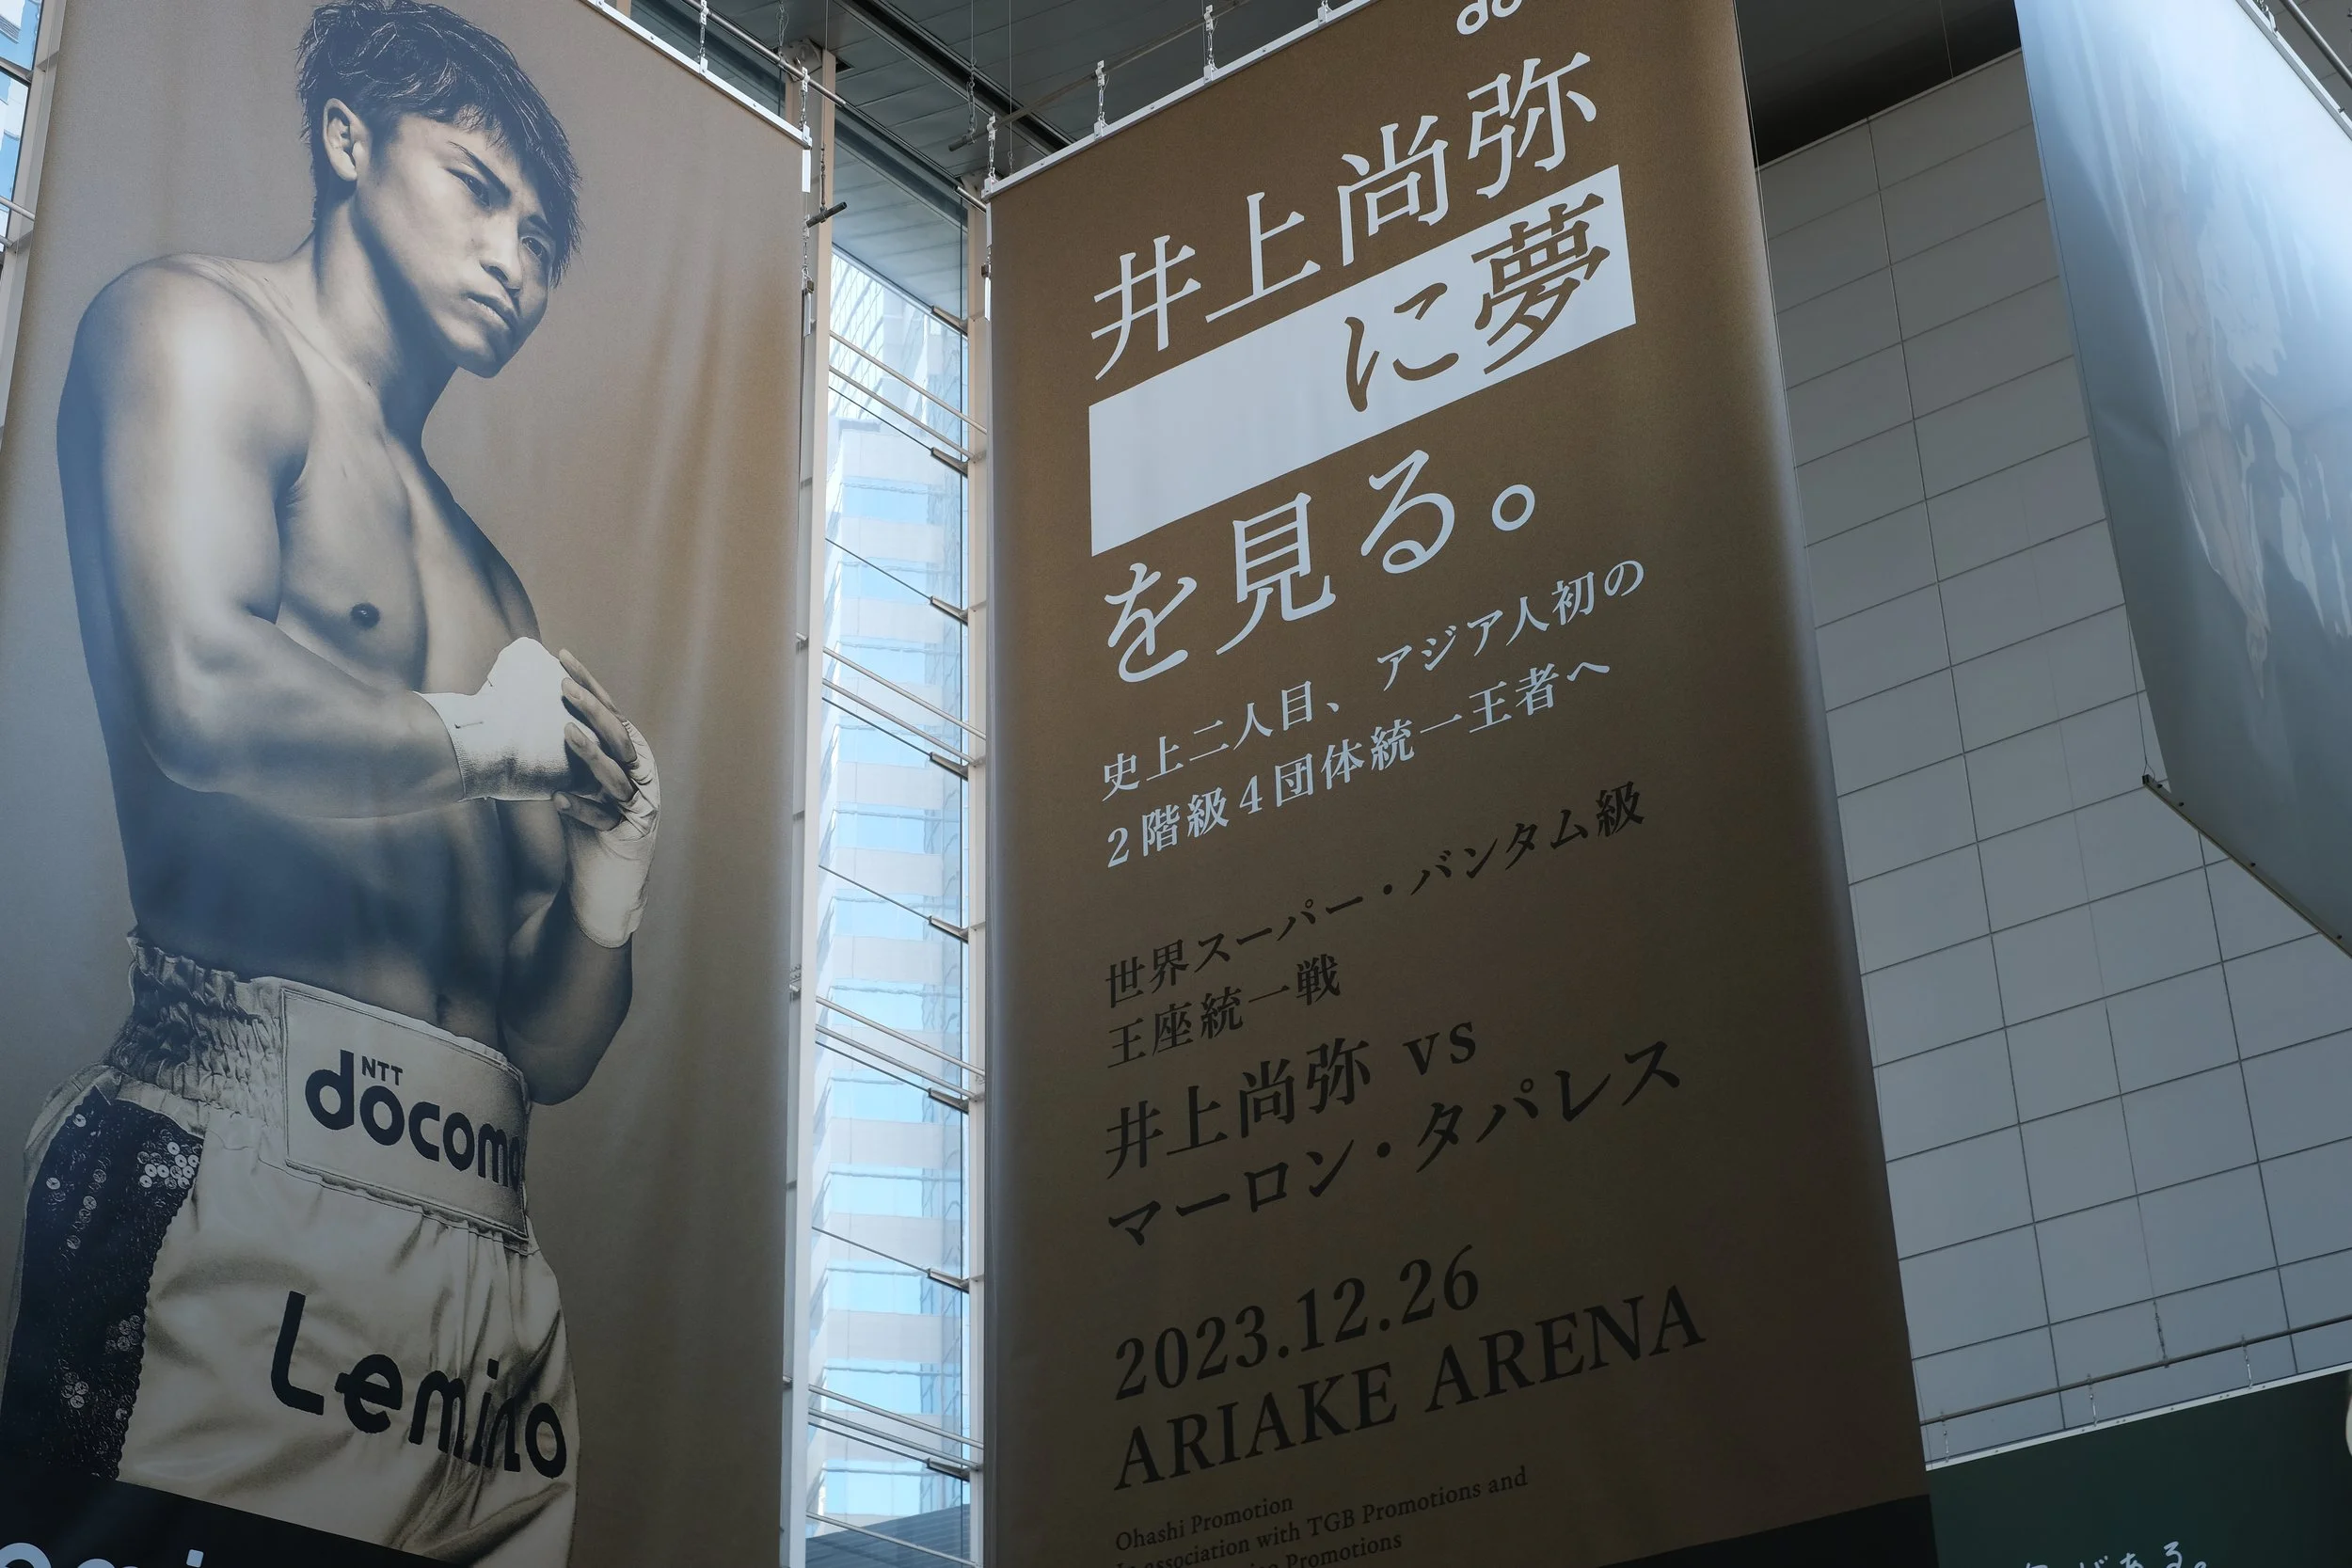 NTT
docomo
Lemino
井上尚弥
に夢
を見る。
史上二人目、アジア人初の
2階級4団体統一王者へ
世界スーパー・バンタム級
王座統一戦
井上尚弥 vs
マーロン・タパレス
2023.12.26
ARIAKE ARENA
Ohashi Promotion
In association with TGB Promotions and
Promotions
ある。